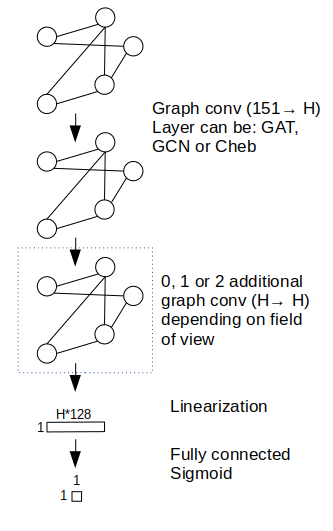 Graph conv (151→ H)
Layer can be: GAT,
GCN or Cheb
0, 1 or 2 additional
graph conv (H→ H)
depending on field
of view
Linearization
H*128
1
Fully connected
Sigmoid
1
1